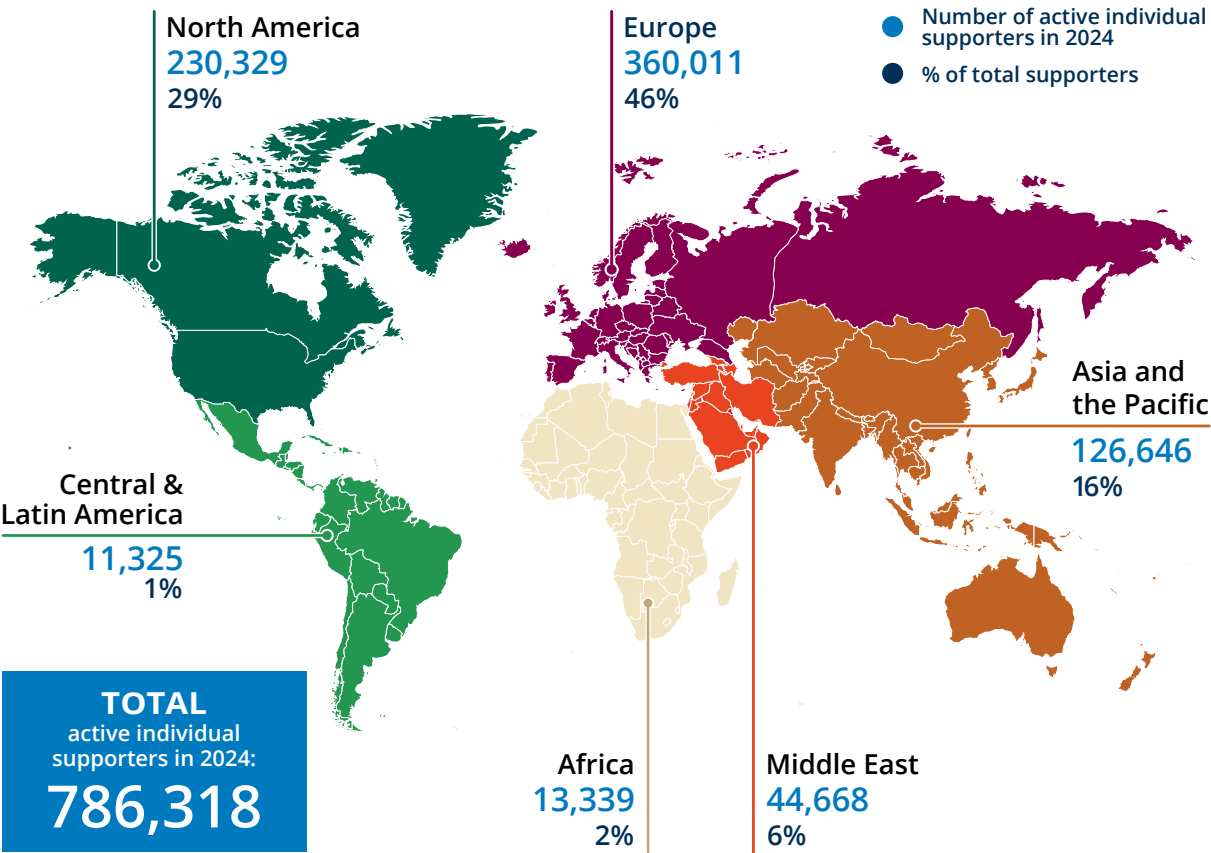 North America
230,329
29%
Europe
360,011
46%
Number of active individual
supporters in 2024
% of total supporters
Asia and
the Pacific
126,646
16%
Central &
Latin America
11,325
1%
TOTAL
active individual
supporters in 2024:
786,318
Africa
13,339
2%
Middle East
44,668
6%